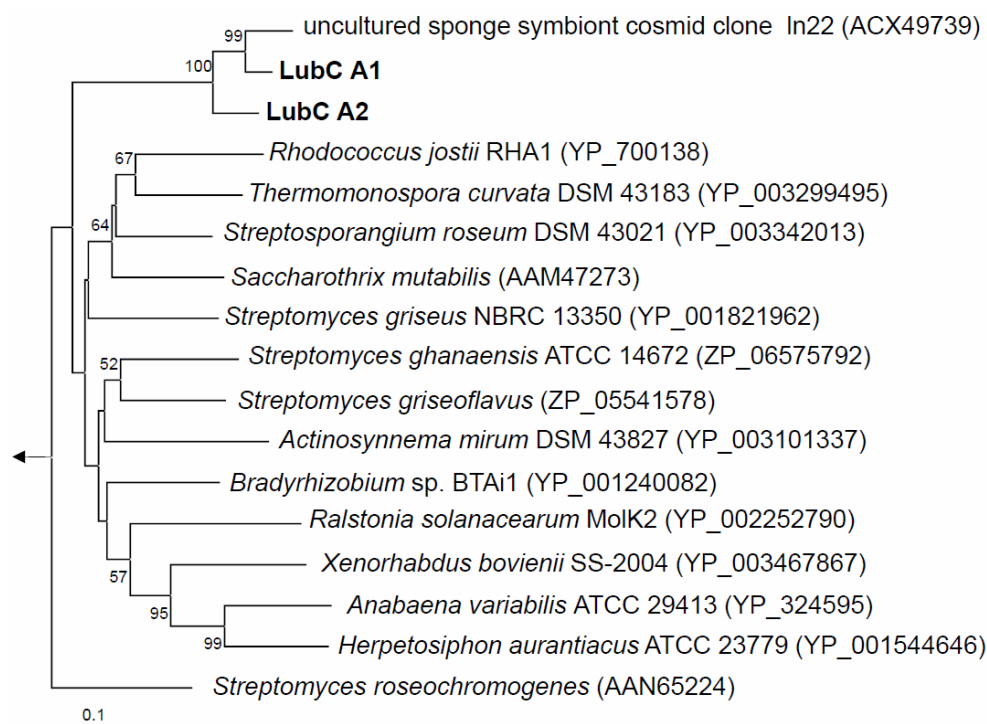 99
uncultured sponge symbiont cosmid clone In22 (ACX49739)
100
LubC A1
LubC A2
67
Rhodococcus jostii RHA1 (YP_700138)
Thermomonospora curvata DSM 43183 (YP_003299495)
64
Streptosporangium roseum DSM 43021 (YP_003342013)
Saccharothrix mutabilis (AAM47273)
Streptomyces griseus NBRC 13350 (YP_001821962)
52
Streptomyces ghanaensis ATCC 14672 (ZP_06575792)
Streptomyces griseoflavus (ZP_05541578)
Actinosynnema mirum DSM 43827 (YP_003101337)
Bradyrhizobium sp. BTAi1 (YP_001240082)
Ralstonia solanacearum MolK2 (YP_002252790)
57
Xenorhabdus bovienii SS-2004 (YP_003467867)
95
Anabaena variabilis ATCC 29413 (YP_324595)
99
Herpetosiphon aurantiacus ATCC 23779 (YP_001544646)
Streptomyces roseochromogenes (AAN65224)
0.1